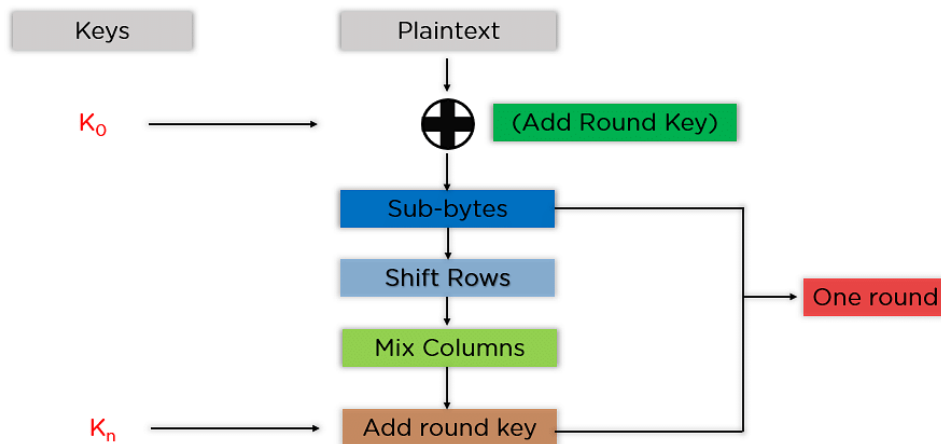 Keys
Plaintext
K₀
(Add Round Key)
Sub-bytes
Shift Rows
One round
Mix Columns
Kₙ
Add round key